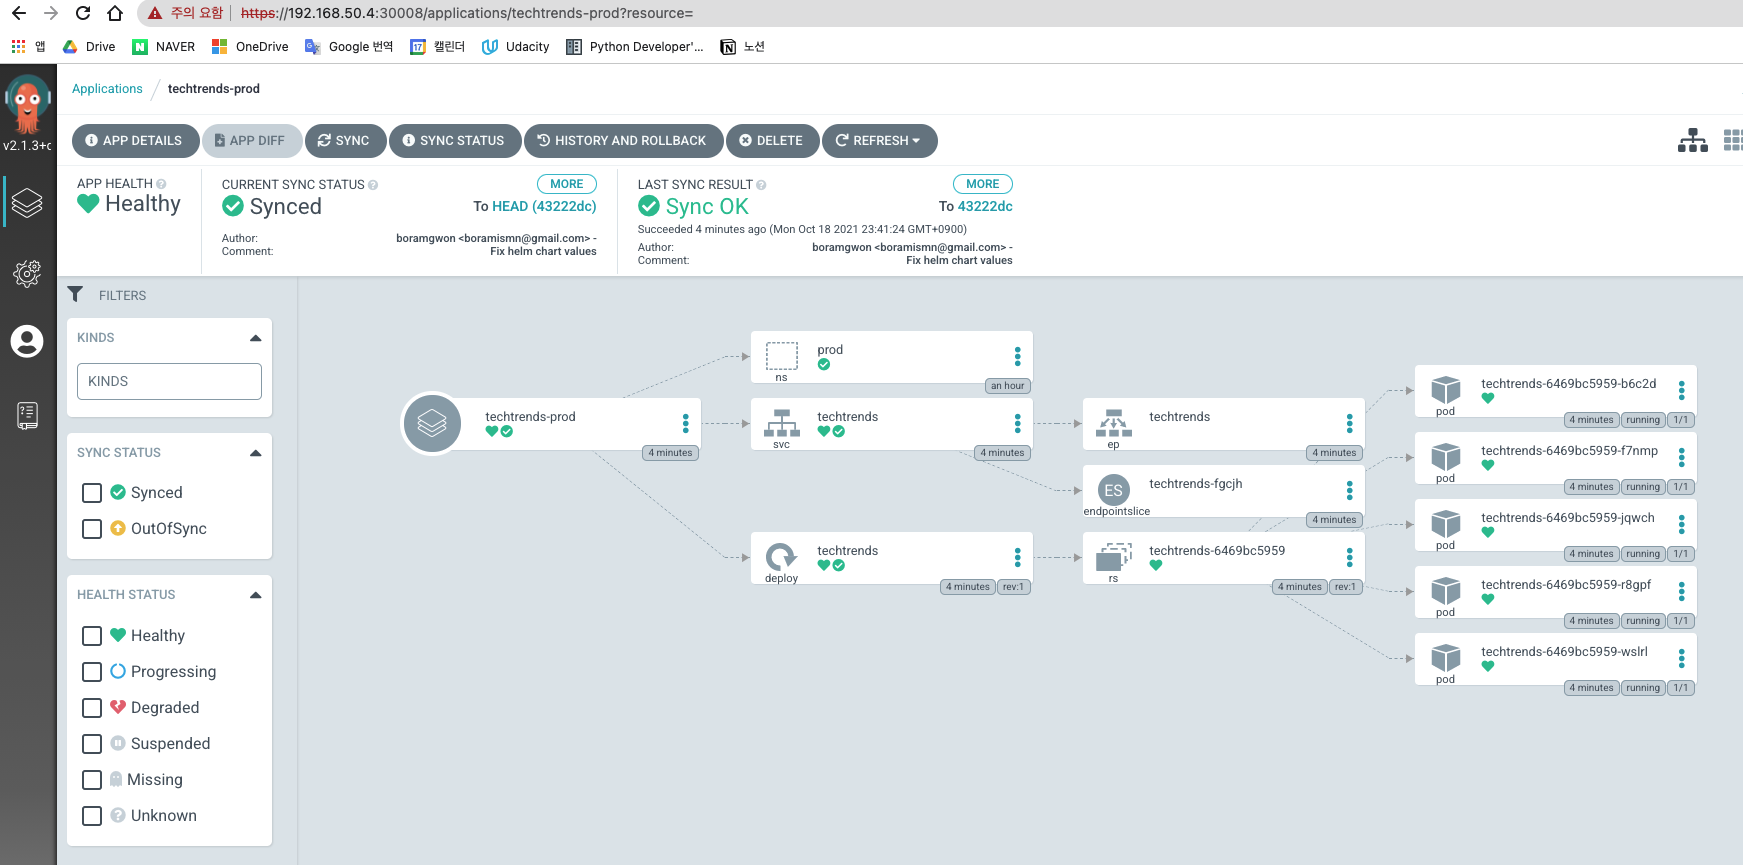 주의 요함 https://192.168.50.4:30008/applications/techtrends-prod?resource=
앱 Drive NAVER OneDrive Google 번역 캘린더 Udacity Python Developer'... 노션
v2.1.3+c
Applications / techtrends-prod
APP DETAILS APP DIFF SYNC SYNC STATUS HISTORY AND ROLLBACK DELETE REFRESH
APP HEALTH
Healthy
CURRENT SYNC STATUS MORE
Synced To HEAD (43222dc)
Author: boramgwon <boramismn@gmail.com> -
Comment: Fix helm chart values
LAST SYNC RESULT MORE
Sync OK To 43222dc
Succeeded 4 minutes ago (Mon Oct 18 2021 23:41:24 GMT+0900)
Author: boramgwon <boramismn@gmail.com> -
Comment: Fix helm chart values
FILTERS
KINDS
KINDS
SYNC STATUS
Synced
OutOfSync
HEALTH STATUS
Healthy
Progressing
Degraded
Suspended
Missing
Unknown
techtrends-prod
4 minutes
prod
ns
an hour
techtrends
svc
4 minutes
techtrends
deploy
4 minutes rev:1
techtrends
ep
4 minutes
ES techtrends-fgcjh
endpointslice
4 minutes
techtrends-6469bc5959
rs
4 minutes rev:1
techtrends-6469bc5959-b6c2d
pod
4 minutes running 1/1
techtrends-6469bc5959-f7nmp
pod
4 minutes running 1/1
techtrends-6469bc5959-jqwch
pod
4 minutes running 1/1
techtrends-6469bc5959-r8gpf
pod
4 minutes running 1/1
techtrends-6469bc5959-wslrl
pod
4 minutes running 1/1